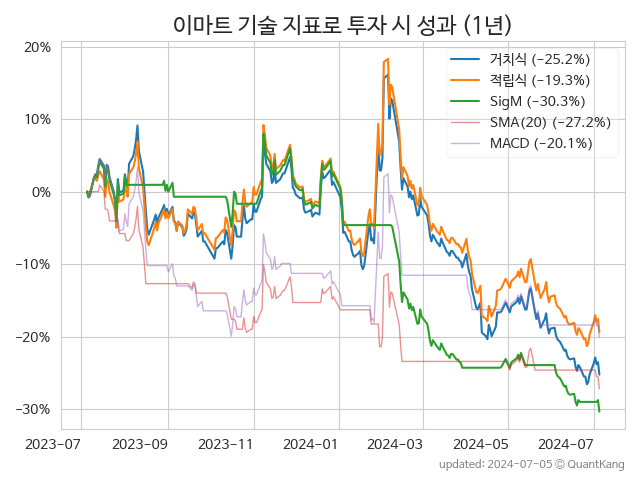 이마트 기술 지표로 투자 시 성과 (1년)
20%
10%
0%
−10%
−20%
−30%
거치식 (−25.2%)
적립식 (−19.3%)
SigM (−30.3%)
SMA(20) (−27.2%)
MACD (−20.1%)
2023-07
2023-09
2023-11
2024-01
2024-03
2024-05
2024-07
updated: 2024-07-05 © QuantKang